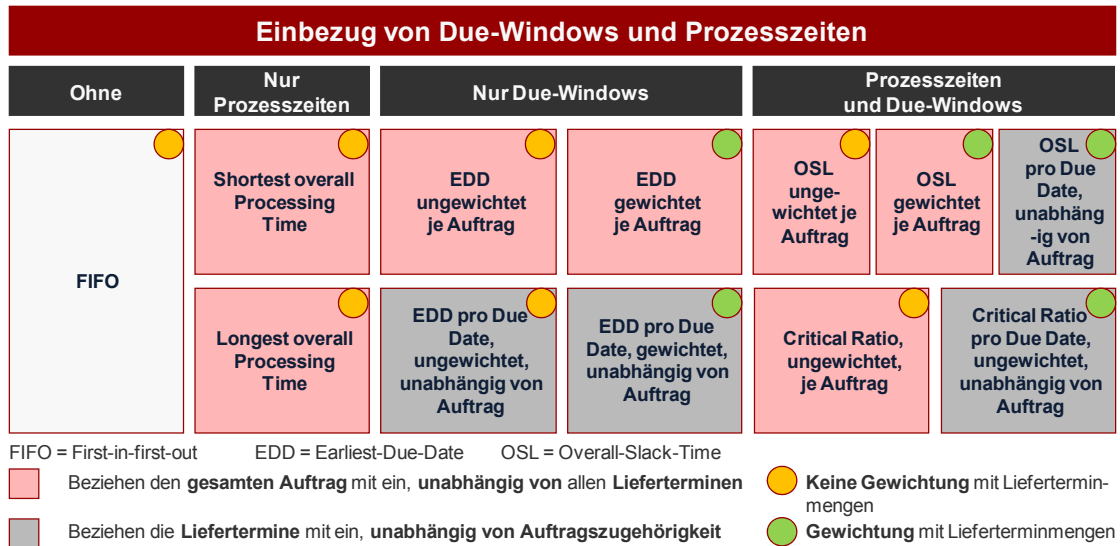 Einbezug von Due-Windows und Prozesszeiten
Ohne
Nur
Prozesszeiten
Nur Due-Windows
Prozesszeiten
und Due-Windows
FIFO
Shortest overall
Processing
Time
EDD
ungewichtet
je Auftrag
EDD
gewichtet
je Auftrag
OSL
unge-
wichtet je
Auftrag
OSL
gewichtet
je Auftrag
OSL
pro Due
Date,
unabhäng
-ig von
Auftrag
Longest overall
Processing
Time
EDD pro Due
Date,
ungewichtet,
unabhängig von
Auftrag
EDD pro Due
Date, gewichtet,
unabhängig von
Auftrag
Critical Ratio,
ungewichtet,
je Auftrag
Critical Ratio
pro Due Date,
ungewichtet,
unabhängig von
Auftrag
FIFO = First-in-first-out EDD = Earliest-Due-Date OSL = Overall-Slack-Time
Beziehen den gesamten Auftrag mit ein, unabhängig von allen Lieferterminen
Keine Gewichtung mit Liefertermin-
mengen
Beziehen die Liefertermine mit ein, unabhängig von Auftragszugehörigkeit
Gewichtung mit Lieferterminmengen